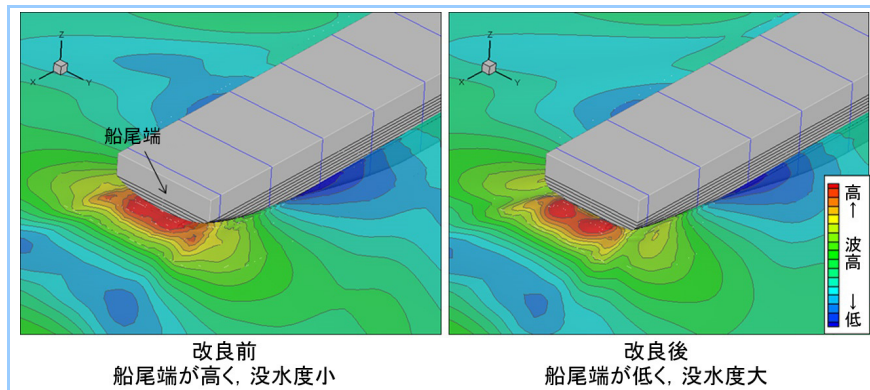 Z
X
Y
船尾端
Z
X
Y
高
↑
波
高
↓
低
改良前
船尾端が高く, 没水度小
改良後
船尾端が低く, 没水度大